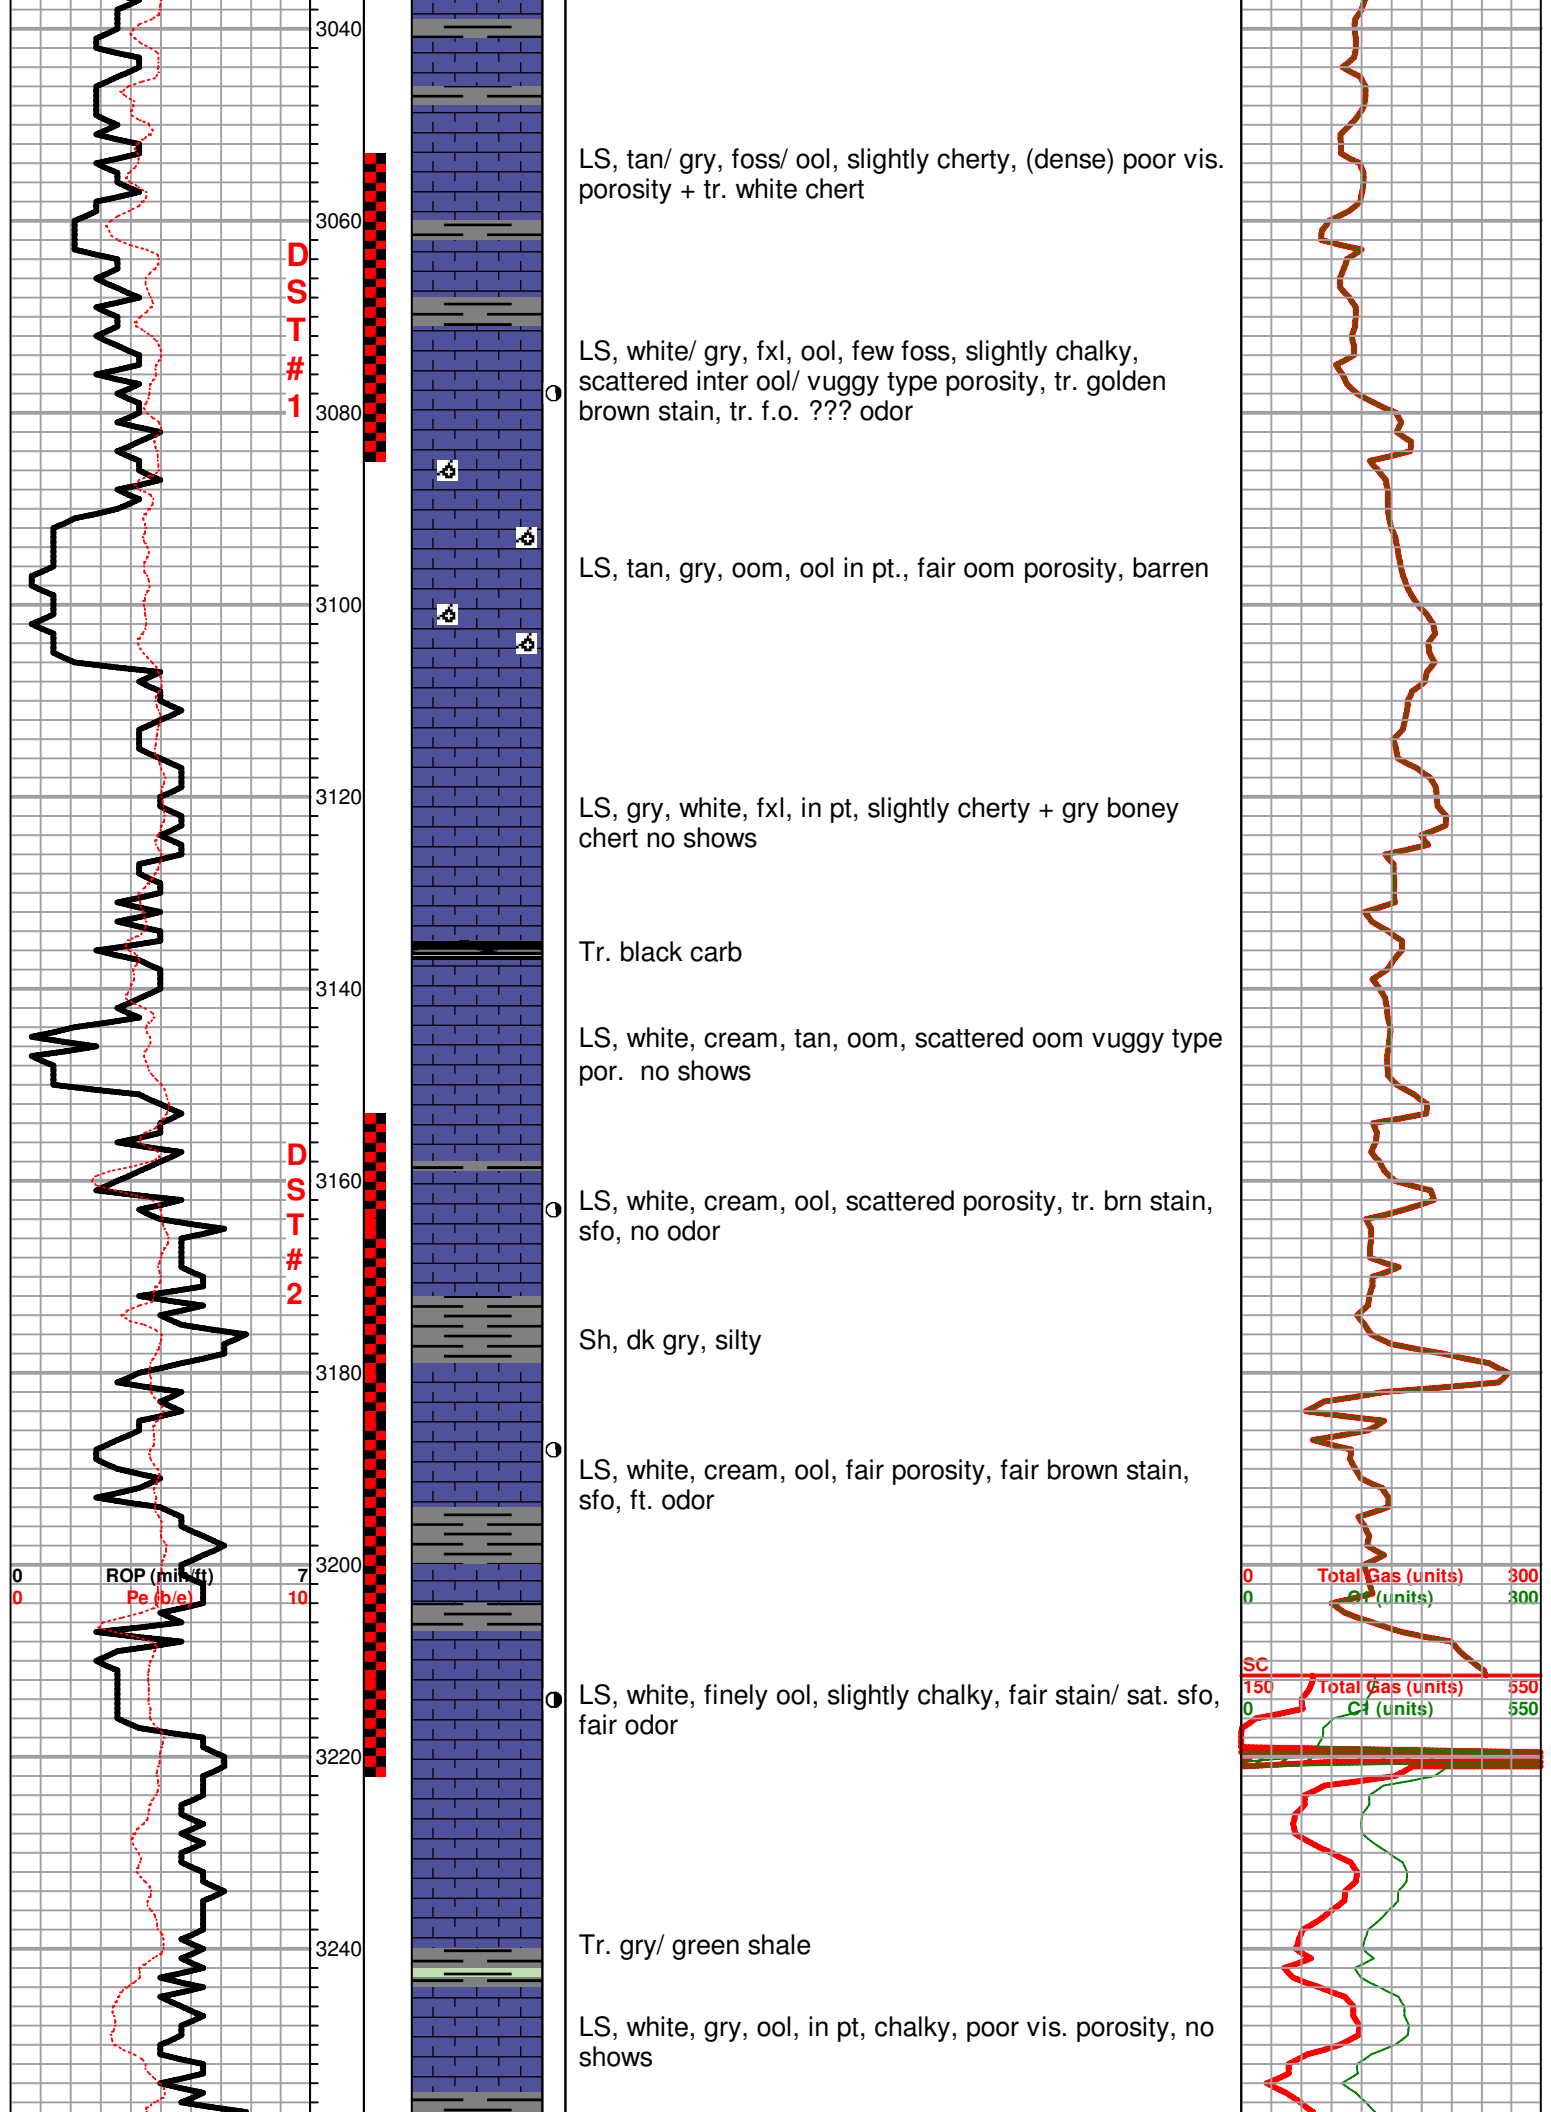 3040
LS, tan/ gry, foss/ ool, slightly cherty, (dense) poor vis.
porosity + tr. white chert
3060
D
S
T
#
1
LS, white/ gry, fxl, ool, few foss, slightly chalky,
scattered inter ool/ vuggy type porosity, tr. golden
brown stain, tr. f.o. ??? odor
3080
LS, tan, gry, oom, ool in pt., fair oom porosity, barren
3100
3120
LS, gry, white, fxl, in pt, slightly cherty + gry boney
chert no shows
Tr. black carb
3140
LS, white, cream, tan, oom, scattered oom vuggy type
por.  no shows
D
S
T
#
2
3160
LS, white, cream, ool, scattered porosity, tr. brn stain,
sfo, no odor
Sh, dk gry, silty
3180
LS, white, cream, ool, fair porosity, fair brown stain,
sfo, ft. odor
3200
0 ROP (min/ft) 7
0 Pe (b/e) 10
0 Total Gas (units) 300
0 C1 (units) 300
SC
150 Total Gas (units) 550
0 C1 (units) 550
LS, white, finely ool, slightly chalky, fair stain/ sat. sfo,
fair odor
3220
3240
Tr. gry/ green shale
LS, white, gry, ool, in pt, chalky, poor vis. porosity, no
shows